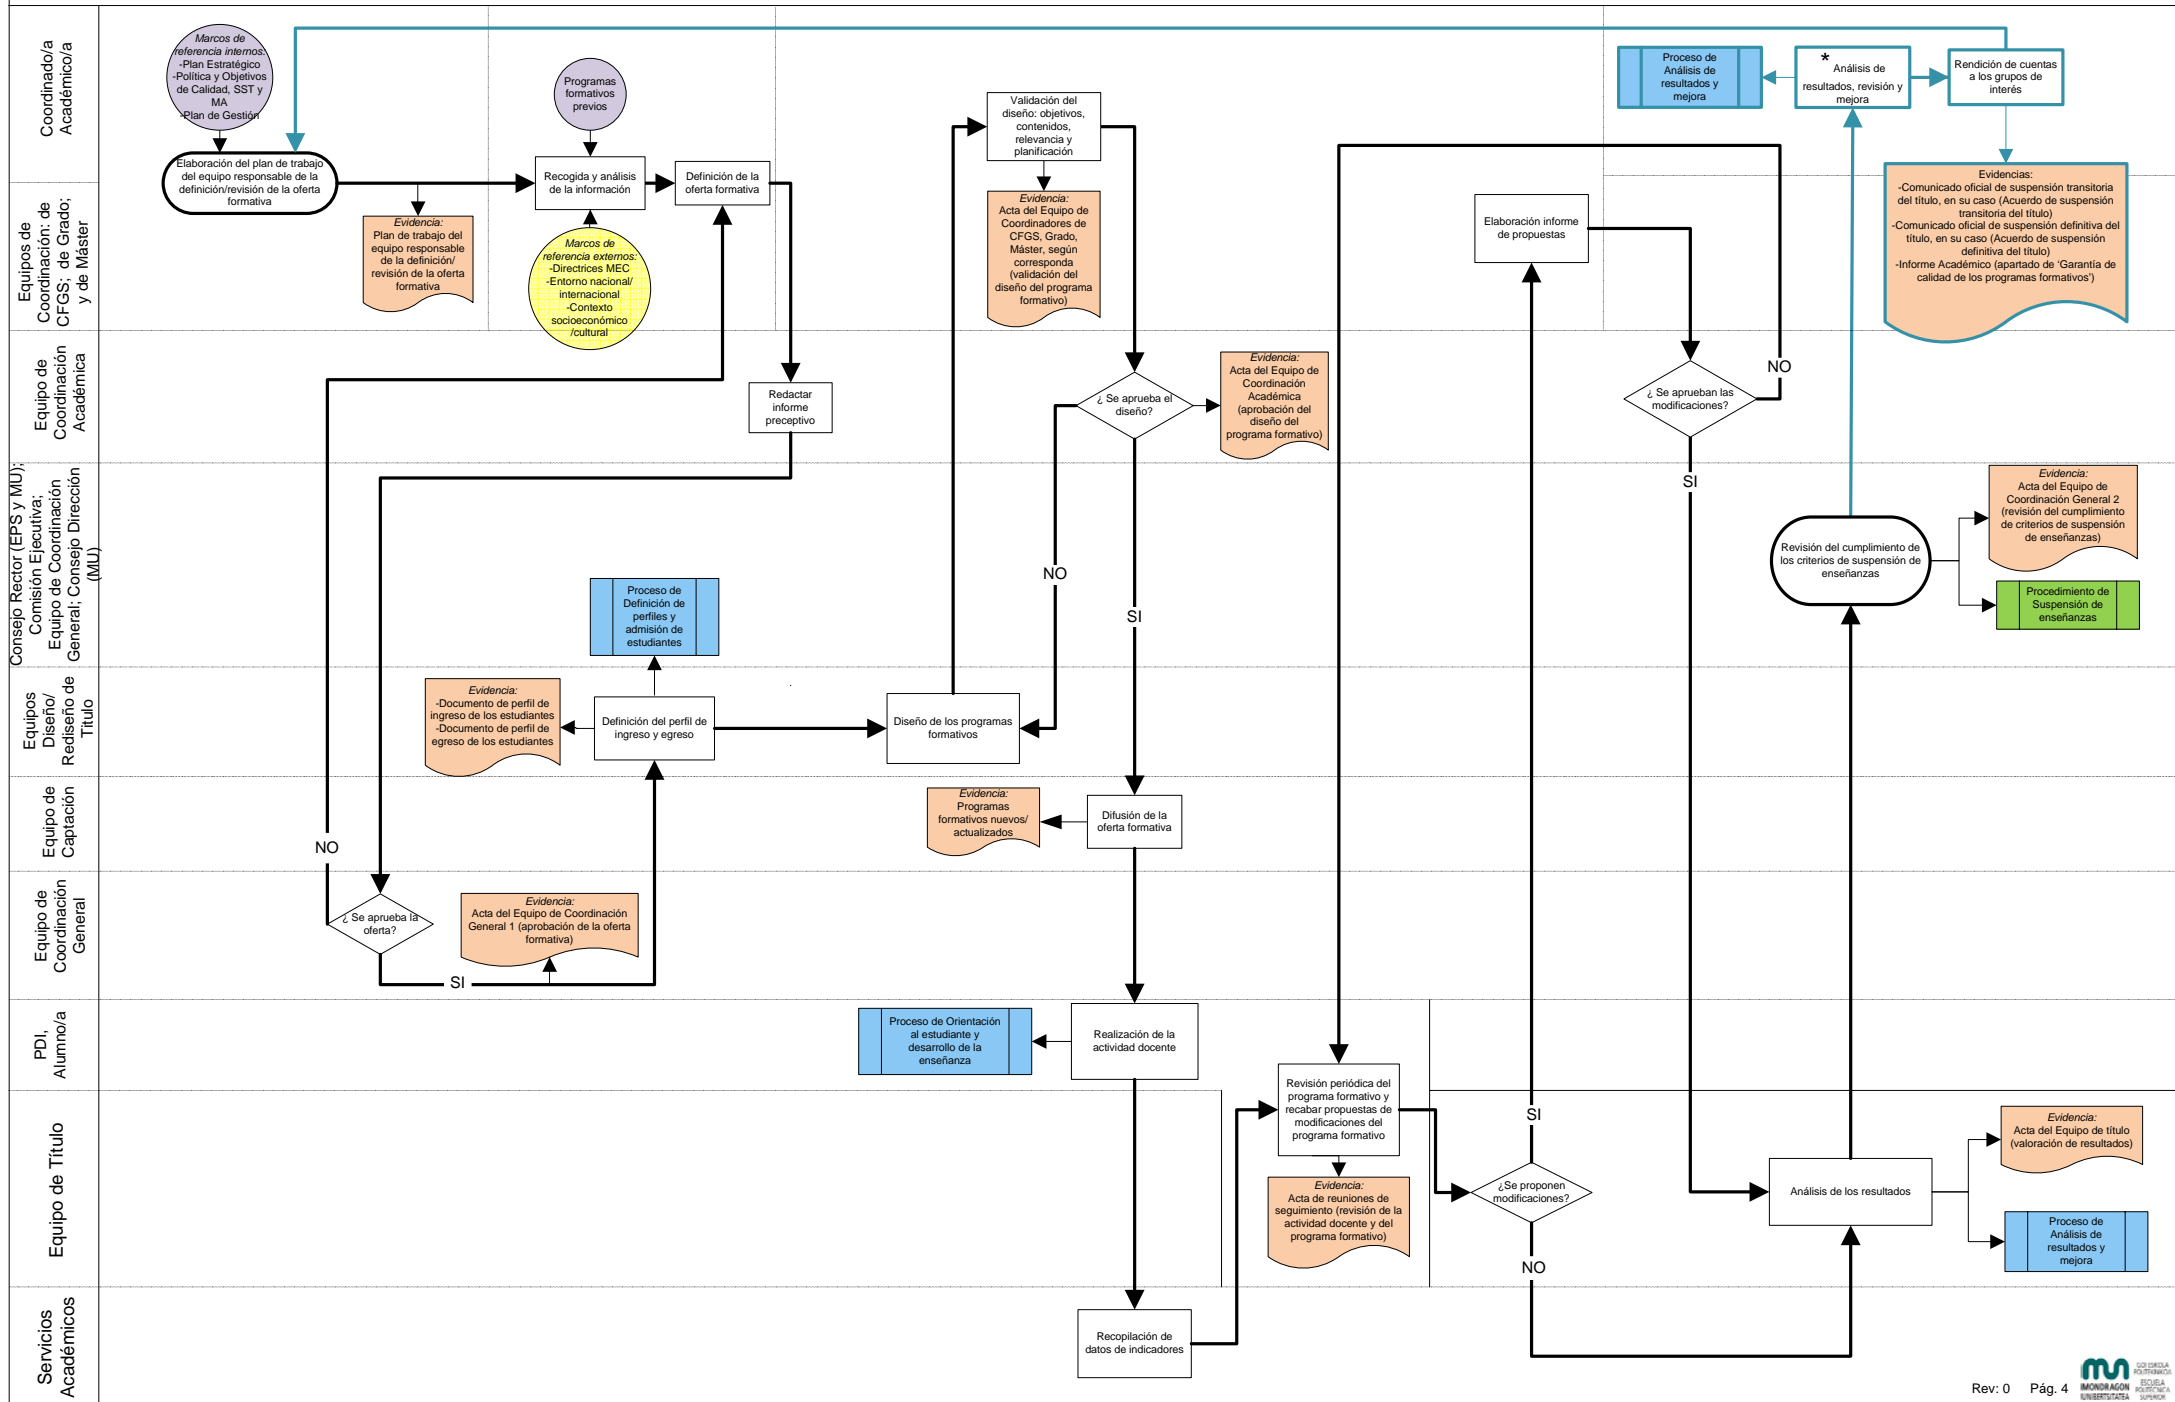 Coordinado/a
Académico/a
Marcos de
referencia internos:
-Plan Estratégico
-Política y Objetivos
de Calidad, SST y
MA
-Plan de Gestión
Elaboración del plan de trabajo
del equipo responsable de la
definición/revisión de la oferta
formativa
Programas
formativos
previos
Recogida y análisis
de la información
Definición de la
oferta formativa
Validación del
diseño: objetivos,
contenidos,
relevancia y
planificación
Proceso de
Análisis de
resultados y
mejora
*
Análisis de
resultados, revisión y
mejora
Rendición de cuentas
a los grupos de
interés
Equipos de
Coordinación: de
CFGS; de Grado;
y de Máster
Evidencia:
Plan de trabajo del
equipo responsable
de la definición/
revisión de la oferta
formativa
Marcos de
referencia externos:
-Directrices MEC
-Entorno nacional/
internacional
-Contexto
socioeconómico
/cultural
Evidencia:
Acta del Equipo de
Coordinadores de
CFGS, Grado,
Máster, según
corresponda
(validación del
diseño del programa
formativo)
Elaboración informe
de propuestas
Evidencias:
-Comunicado oficial de suspensión transitoria
del título, en su caso (Acuerdo de suspensión
transitoria del título)
-Comunicado oficial de suspensión definitiva del
título, en su caso (Acuerdo de suspensión
definitiva del título)
-Informe Académico (apartado de 'Garantía de
calidad de los programas formativos')
Equipo de
Coordinación
Académica
Redactar
informe
preceptivo
¿ Se aprueba el
diseño?
Evidencia:
Acta del Equipo de
Coordinación
Académica
(aprobación del
diseño del
programa formativo)
¿ Se aprueban las
modificaciones?
NO
Consejo Rector (EPS y MU);
Comisión Ejecutiva;
Equipo de Coordinación
General; Consejo Dirección
(MU)
Proceso de
Definición de
perfiles y
admisión de
estudiantes
NO
SI
SI
Revisión del cumplimiento de
los criterios de suspensión de
enseñanzas
Evidencia:
Acta del Equipo de
Coordinación General 2
(revisión del cumplimiento
de criterios de suspensión
de enseñanzas)
Procedimiento de
Suspensión de
enseñanzas
Equipos
Diseño/
Rediseño de
Título
Evidencia:
-Documento de perfil de
ingreso de los estudiantes
-Documento de perfil de
egreso de los estudiantes
Definición del perfil de
ingreso y egreso
Diseño de los programas
formativos
Equipo de
Captación
NO
Evidencia:
Programas
formativos nuevos/
actualizados
Difusión de la
oferta formativa
Equipo de
Coordinación
General
¿ Se aprueba la
oferta?
SI
Evidencia:
Acta del Equipo de Coordinación
General 1 (aprobación de la oferta
formativa)
PDI,
Alumno/a
Proceso de Orientación
al estudiante y
desarrollo de la
enseñanza
Realización de la
actividad docente
Revisión periódica del
programa formativo y
recabar propuestas de
modificaciones del
programa formativo
Equipo de Título
Evidencia:
Acta de reuniones de
seguimiento (revisión de la
actividad docente y del
programa formativo)
SI
¿Se proponen
modificaciones?
NO
Análisis de los resultados
Evidencia:
Acta del Equipo de título
(valoración de resultados)
Proceso de
Análisis de
resultados y
mejora
Servicios
Académicos
Recopilación de
datos de indicadores
Rev: 0 Pág. 4
MONDRAGON
UNIBERTSITATEA
GOI ESKOLA
POLITEKNIKOA
ESCUELA
POLITÉCNICA
SUPERIOR